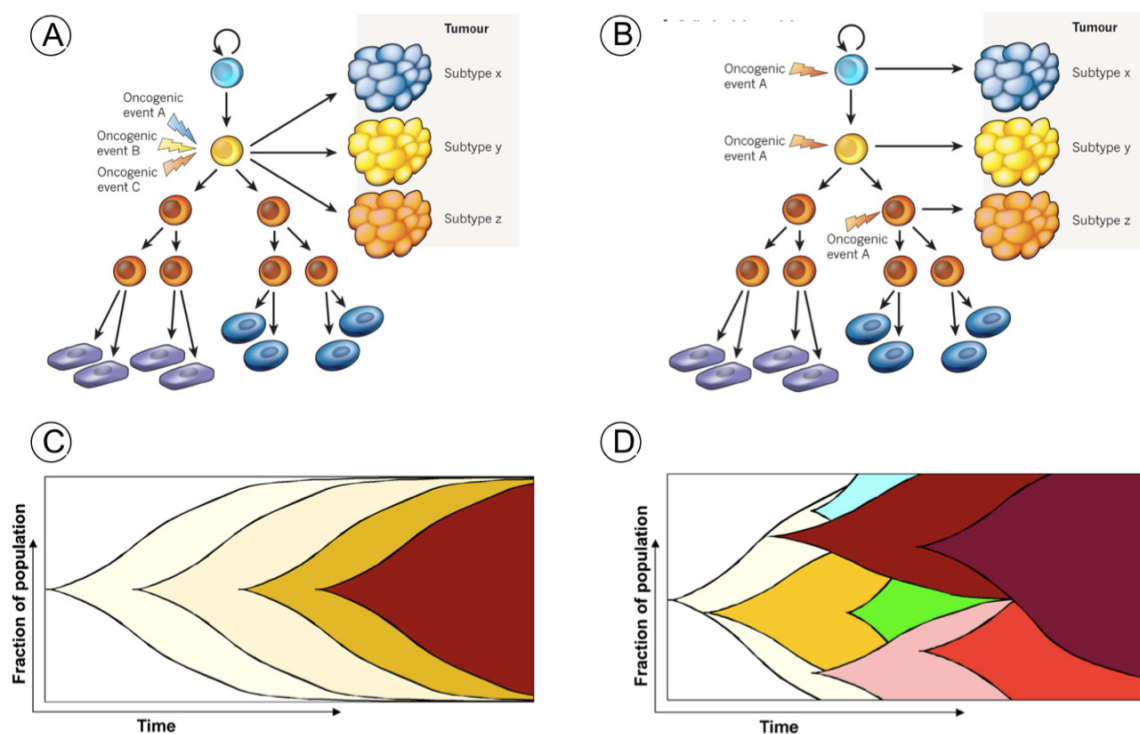 A
Tumour
Subtype x
Oncogenic
event A
Oncogenic
event B
Oncogenic
event C
Subtype y
Subtype z
B
Tumour
Oncogenic
event A
Subtype x
Oncogenic
event A
Subtype y
Oncogenic
event A
Subtype z
C
Fraction of population
Time
D
Fraction of population
Time